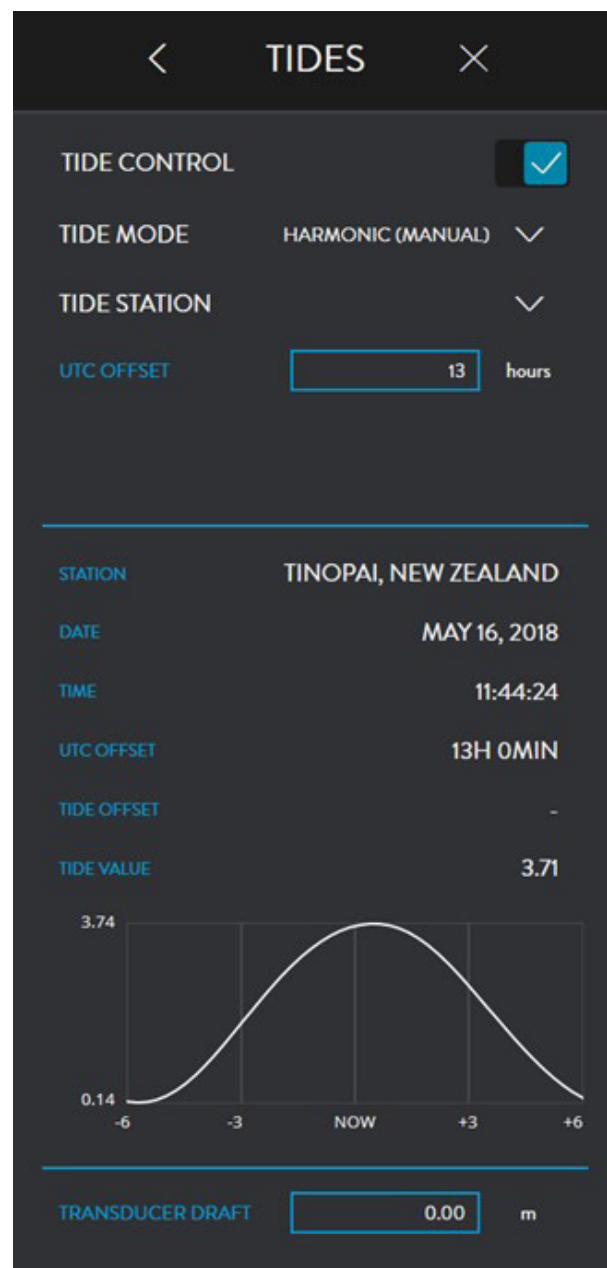 TIDES
TIDE CONTROL
TIDE MODE HARMONIC (MANUAL)
TIDE STATION
UTC OFFSET 13 hours
STATION TINOPAI, NEW ZEALAND
DATE MAY 16, 2018
TIME 11:44:24
UTC OFFSET 13H 0MIN
TIDE OFFSET -
TIDE VALUE 3.71
3.74
0.14
-6 -3 NOW +3 +6
TRANSDUCER DRAFT 0.00 m